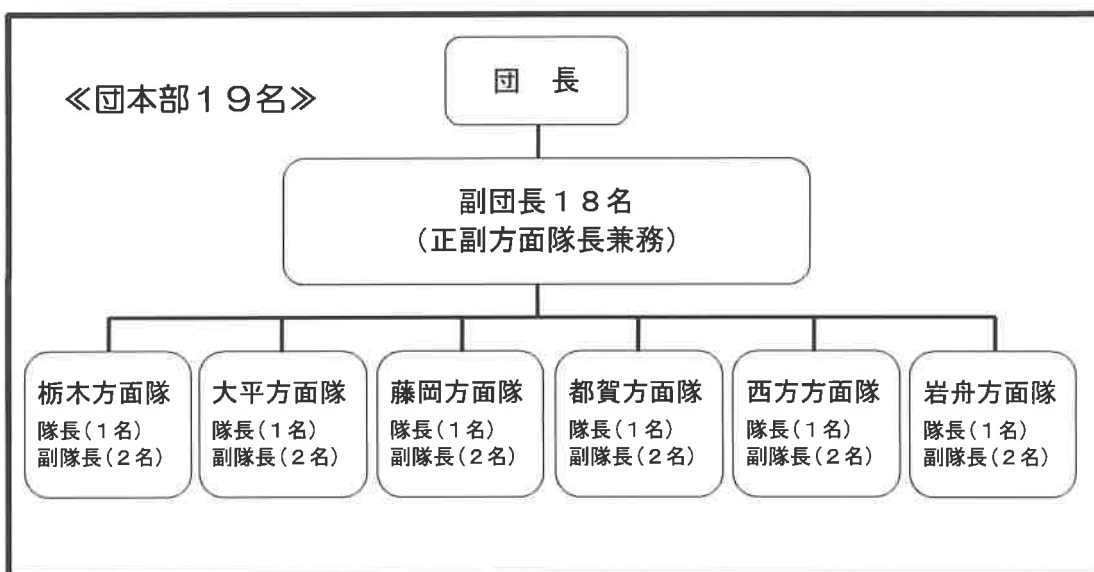 ≪団本部19名≫
団 長
副団長18名
(正副方面隊長兼務)
栃木方面隊
隊長(1名)
副隊長(2名)
大平方面隊
隊長(1名)
副隊長(2名)
藤岡方面隊
隊長(1名)
副隊長(2名)
都賀方面隊
隊長(1名)
副隊長(2名)
西方方面隊
隊長(1名)
副隊長(2名)
岩舟方面隊
隊長(1名)
副隊長(2名)